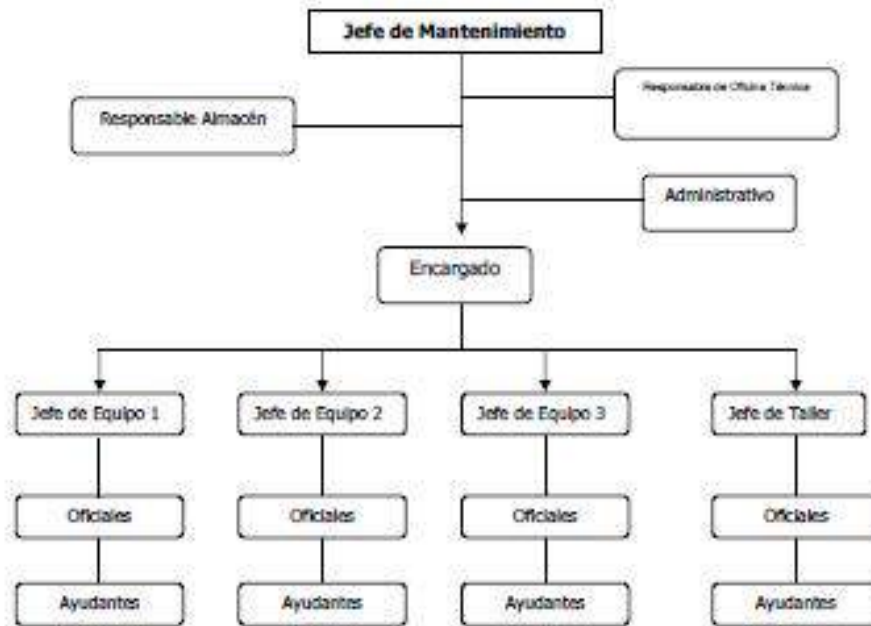 Jefe de Mantenimiento
Responsable de Oficina Técnica
Responsable Almacén
Administrativo
Encargado
Jefe de Equipo 1
Jefe de Equipo 2
Jefe de Equipo 3
Jefe de Taller
Oficiales
Oficiales
Oficiales
Oficiales
Ayudantes
Ayudantes
Ayudantes
Ayudantes